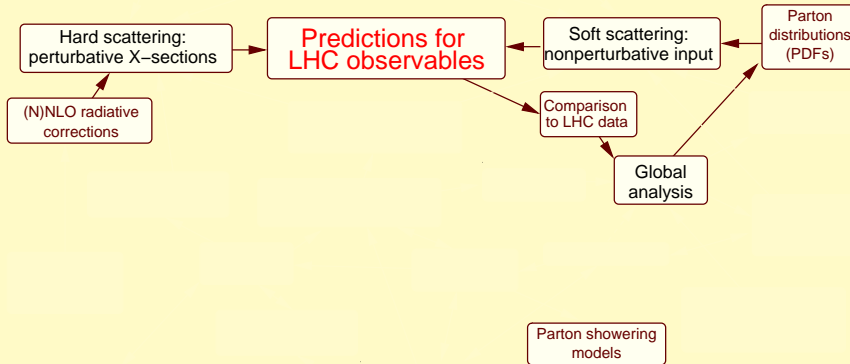 Hard scattering:
perturbative X−sections
Predictions for
LHC observables
Soft scattering:
nonperturbative input
Parton
distributions
(PDFs)
(N)NLO radiative
corrections
Comparison
to LHC data
Global
analysis
Parton showering
models